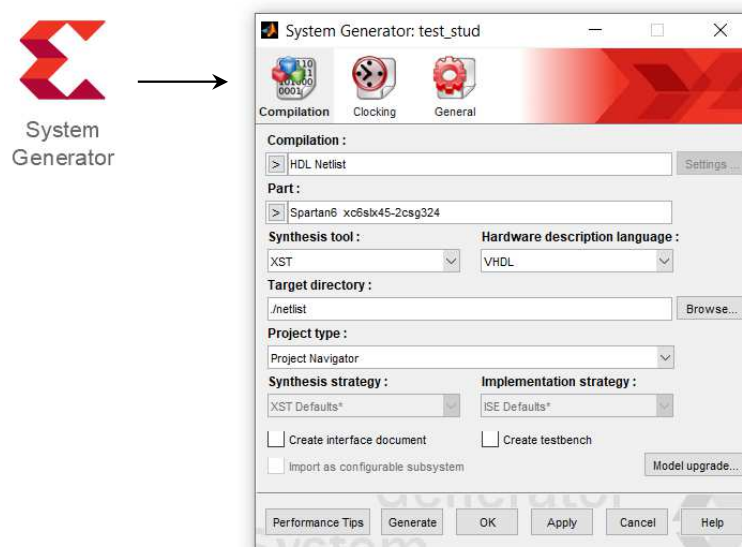 System
Generator
System Generator: test_stud
Compilation
Clocking
General
Compilation :
> HDL Netlist
Settings ...
Part :
> Spartan6 xc6slx45-2csg324
Synthesis tool :
Hardware description language :
XST
VHDL
Target directory :
./netlist
Browse...
Project type :
Project Navigator
Synthesis strategy :
Implementation strategy :
XST Defaults*
ISE Defaults*
Create interface document
Create testbench
Import as configurable subsystem
Model upgrade...
Generator
Performance Tips
Generate
OK
Apply
Cancel
Help
System